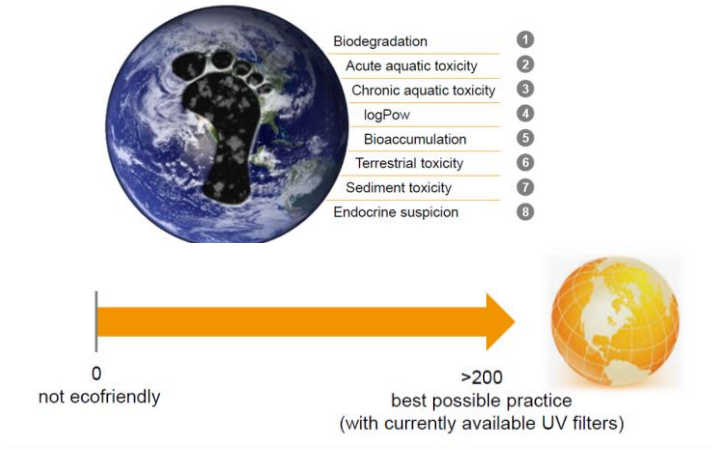 Biodegradation 1
Acute aquatic toxicity 2
Chronic aquatic toxicity 3
logPow 4
Bioaccumulation 5
Terrestrial toxicity 6
Sediment toxicity 7
Endocrine suspicion 8
0
not ecofriendly
>200
best possible practice
(with currently available UV filters)